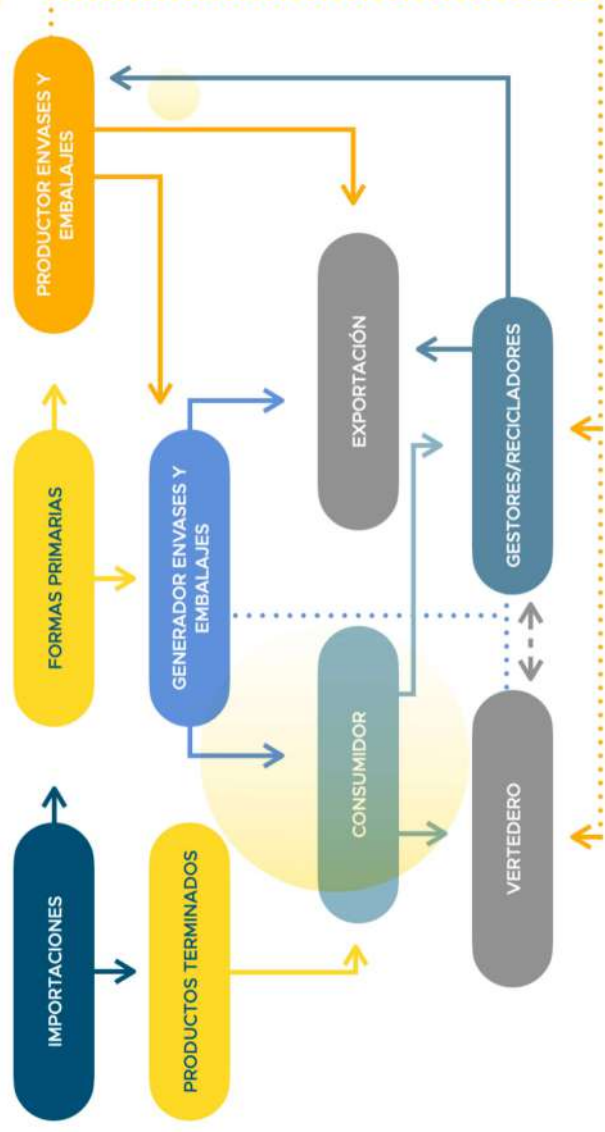 IMPORTACIONES
FORMAS PRIMARIAS
PRODUCTOR ENVASES Y
EMBALAJES
PRODUCTOS TERMINADOS
GENERADOR ENVASES Y
EMBALAJES
CONSUMIDOR
EXPORTACIÓN
VERTEDERO
GESTORES/RECICLADORES